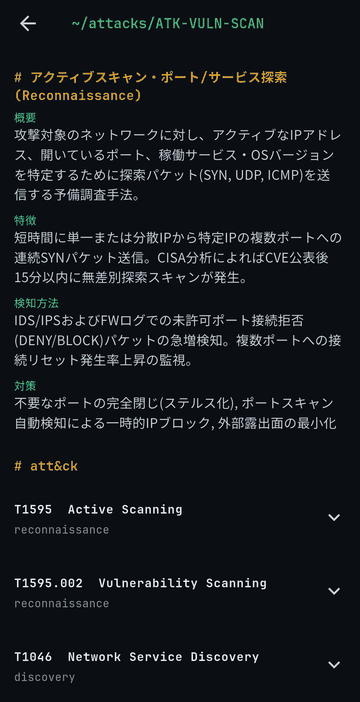 ~/attacks/ATK-VULN-SCAN
# アクティブスキャン・ポート/サービス探索
(Reconnaissance)
概要
攻撃対象のネットワークに対し、アクティブなIPアドレ
ス、開いているポート、稼働サービス・OSバージョン
を特定するために探索パケット(SYN, UDP, ICMP)を送
信する予備調査手法。
特徴
短時間に単一または分散IPから特定IPの複数ポートへの
連続SYNパケット送信。CISA分析によればCVE公表後
15分以内に無差別探索スキャンが発生。
検知方法
IDS/IPSおよびFWログでの未許可ポート接続拒否
(DENY/BLOCK)パケットの急増検知。複数ポートへの接
続リセット発生率上昇の監視。
対策
不要なポートの完全閉じ(ステルス化), ポートスキャン
自動検知による一時的IPブロック, 外部露出面の最小化
# att&ck
T1595 Active Scanning
reconnaissance
T1595.002 Vulnerability Scanning
reconnaissance
T1046 Network Service Discovery
discovery